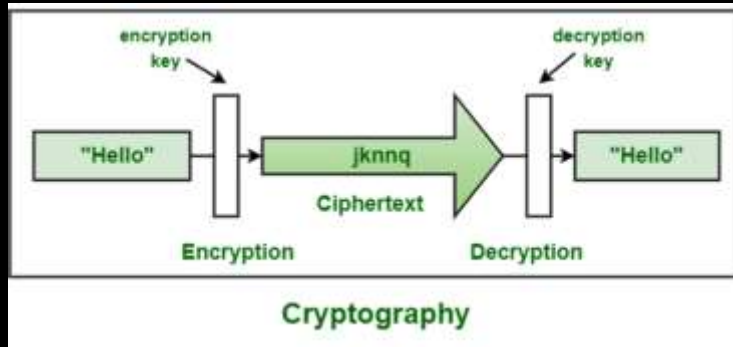 encryption
key
decryption
key
"Hello"
jknnq
"Hello"
Ciphertext
Encryption
Decryption
Cryptography